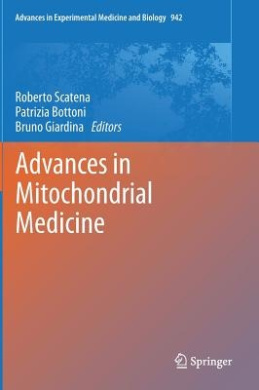 Advances in Experimental Medicine and Biology 942
Roberto Scatena
Patrizia Bottoni
Bruno Giardina Editors
Advances in
Mitochondrial
Medicine
Springer